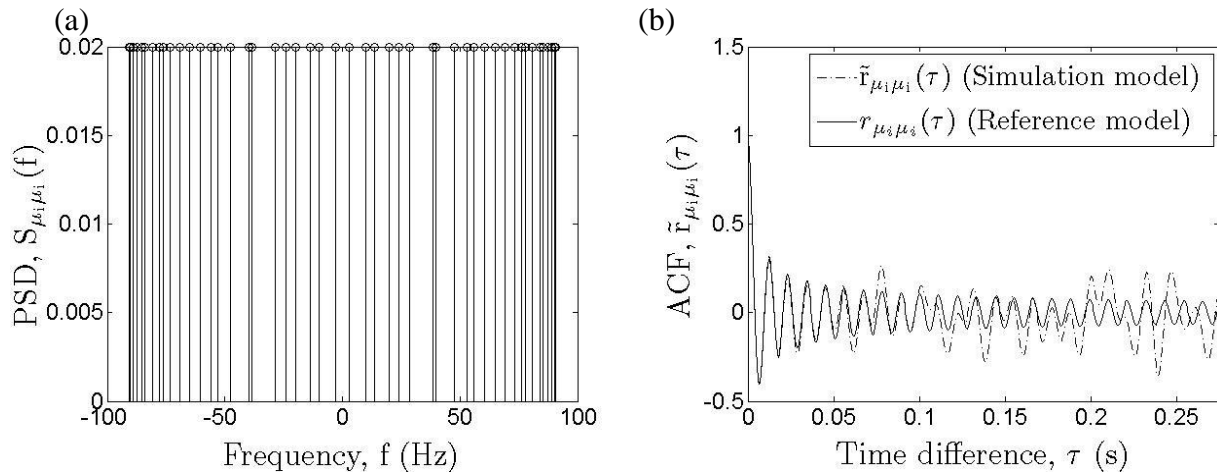 (a)
0.02
0.015
0.01
0.005
0
-100
-50
0
50
100
PSD, S_{μ_iμ_i}(f)
Frequency, f (Hz)
(b)
1.5
1
0.5
0
-0.5
0
0.05
0.1
0.15
0.2
0.25
ACF, r̃_{μ_iμ_i}(τ)
Time difference, τ (s)
r̃_{μ_iμ_i}(τ) (Simulation model)
r_{μ_iμ_i}(τ) (Reference model)